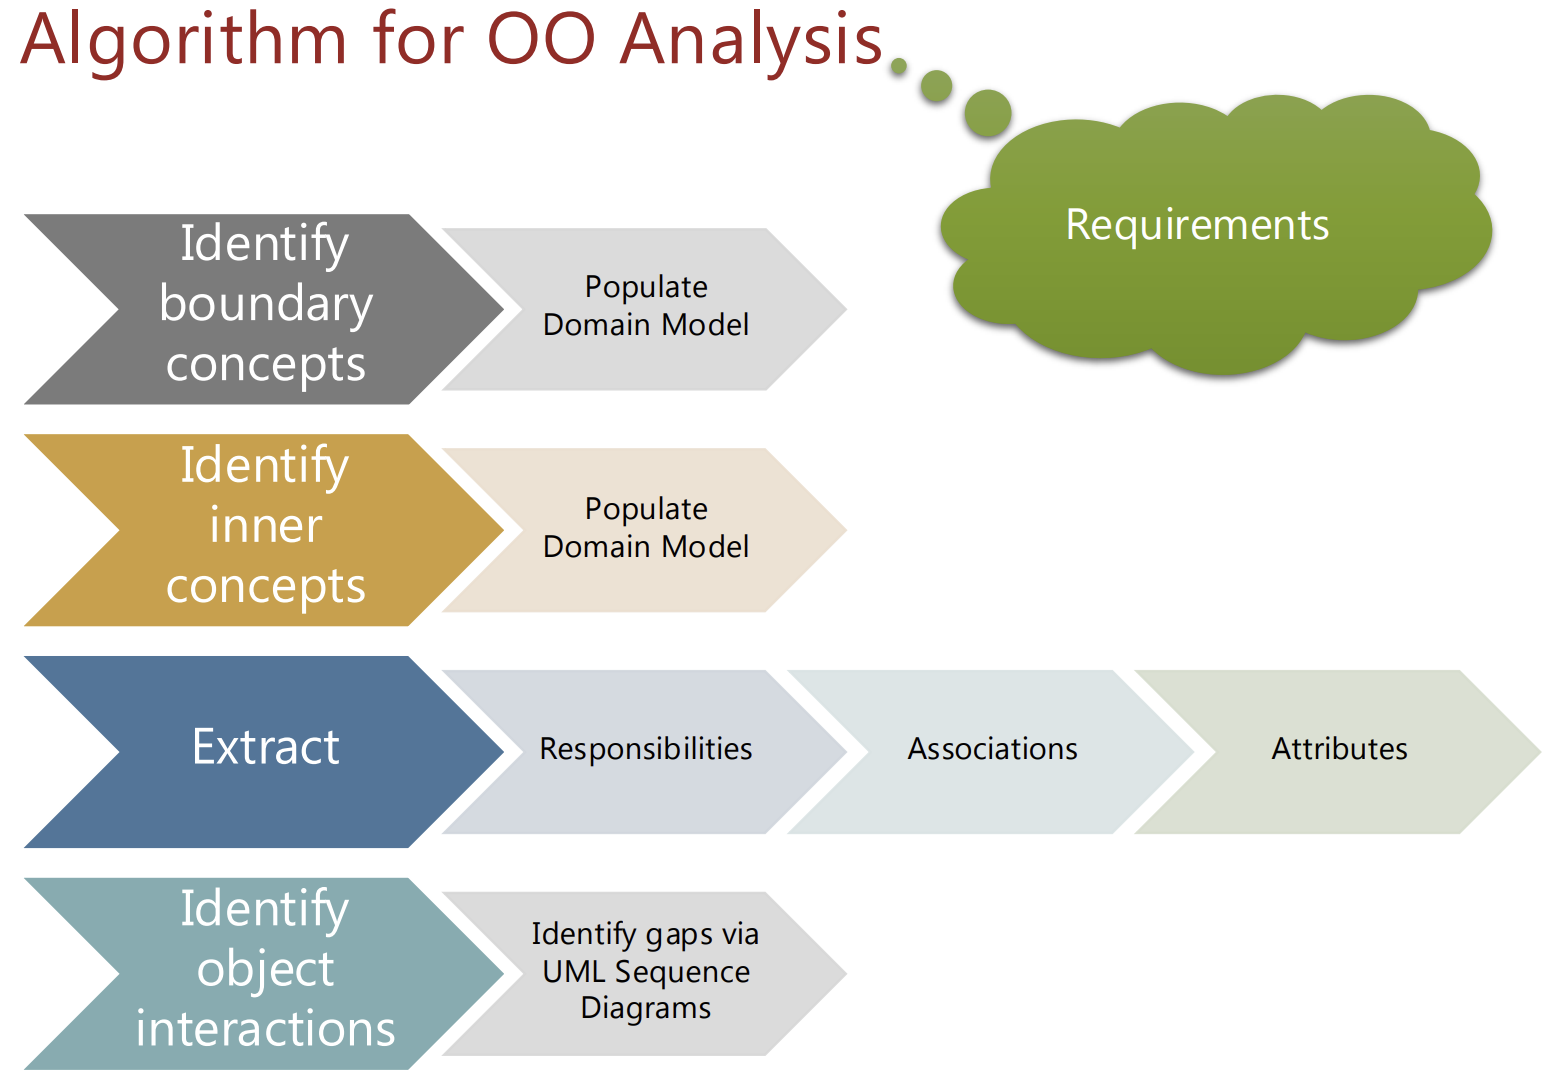 Algorithm for OO Analysis
Requirements
Identify
boundary
concepts
Populate
Domain Model
Identify
inner
concepts
Populate
Domain Model
Extract
Responsibilities
Associations
Attributes
Identify
object
interactions
Identify gaps via
UML Sequence
Diagrams